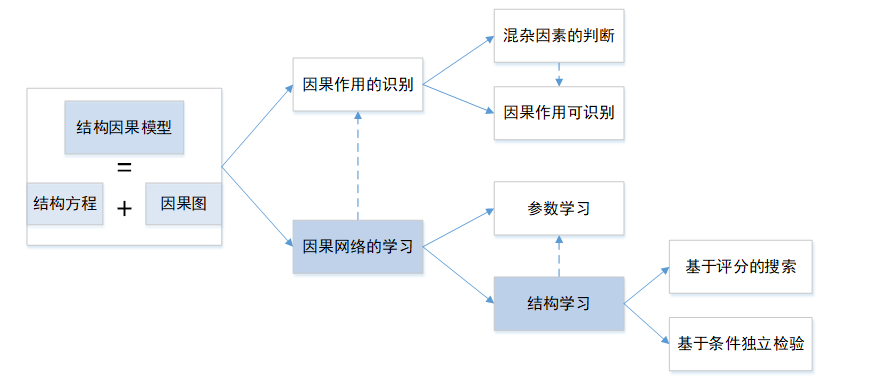 结构因果模型
=
结构方程
+
因果图
因果作用的识别
因果网络的学习
混杂因素的判断
因果作用可识别
参数学习
结构学习
基于评分的搜索
基于条件独立检验